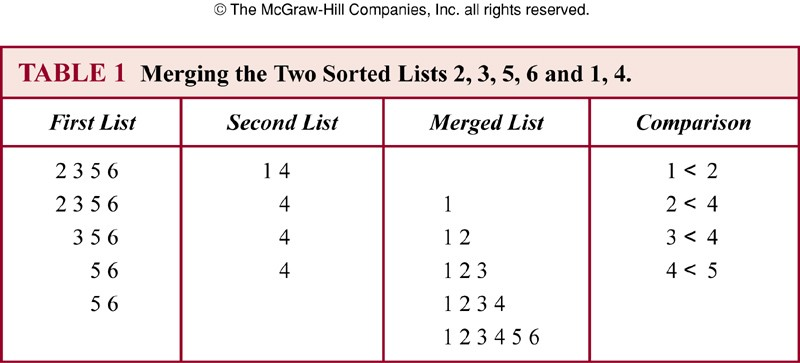 © The McGraw-Hill Companies, Inc. all rights reserved.
TABLE 1 Merging the Two Sorted Lists 2, 3, 5, 6 and 1, 4.
First List Second List Merged List Comparison
2 3 5 6 1 4 1 < 2
2 3 5 6 4 1 2 < 4
3 5 6 4 1 2 3 < 4
5 6 4 1 2 3 4 < 5
5 6 1 2 3 4
1 2 3 4 5 6